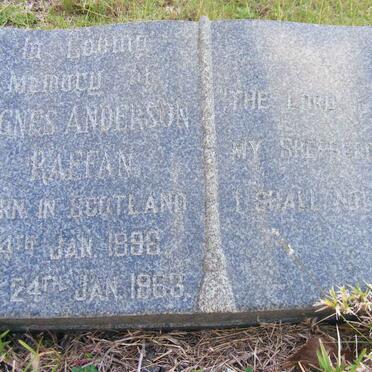 In Loving
Memory of
GNES ANDERSON
RAFFAN
RN IN SCOTLAND
4TH JAN. 1896
24TH JAN. 1963
"THE LORD
MY SHEPHERD
I SHALL NO